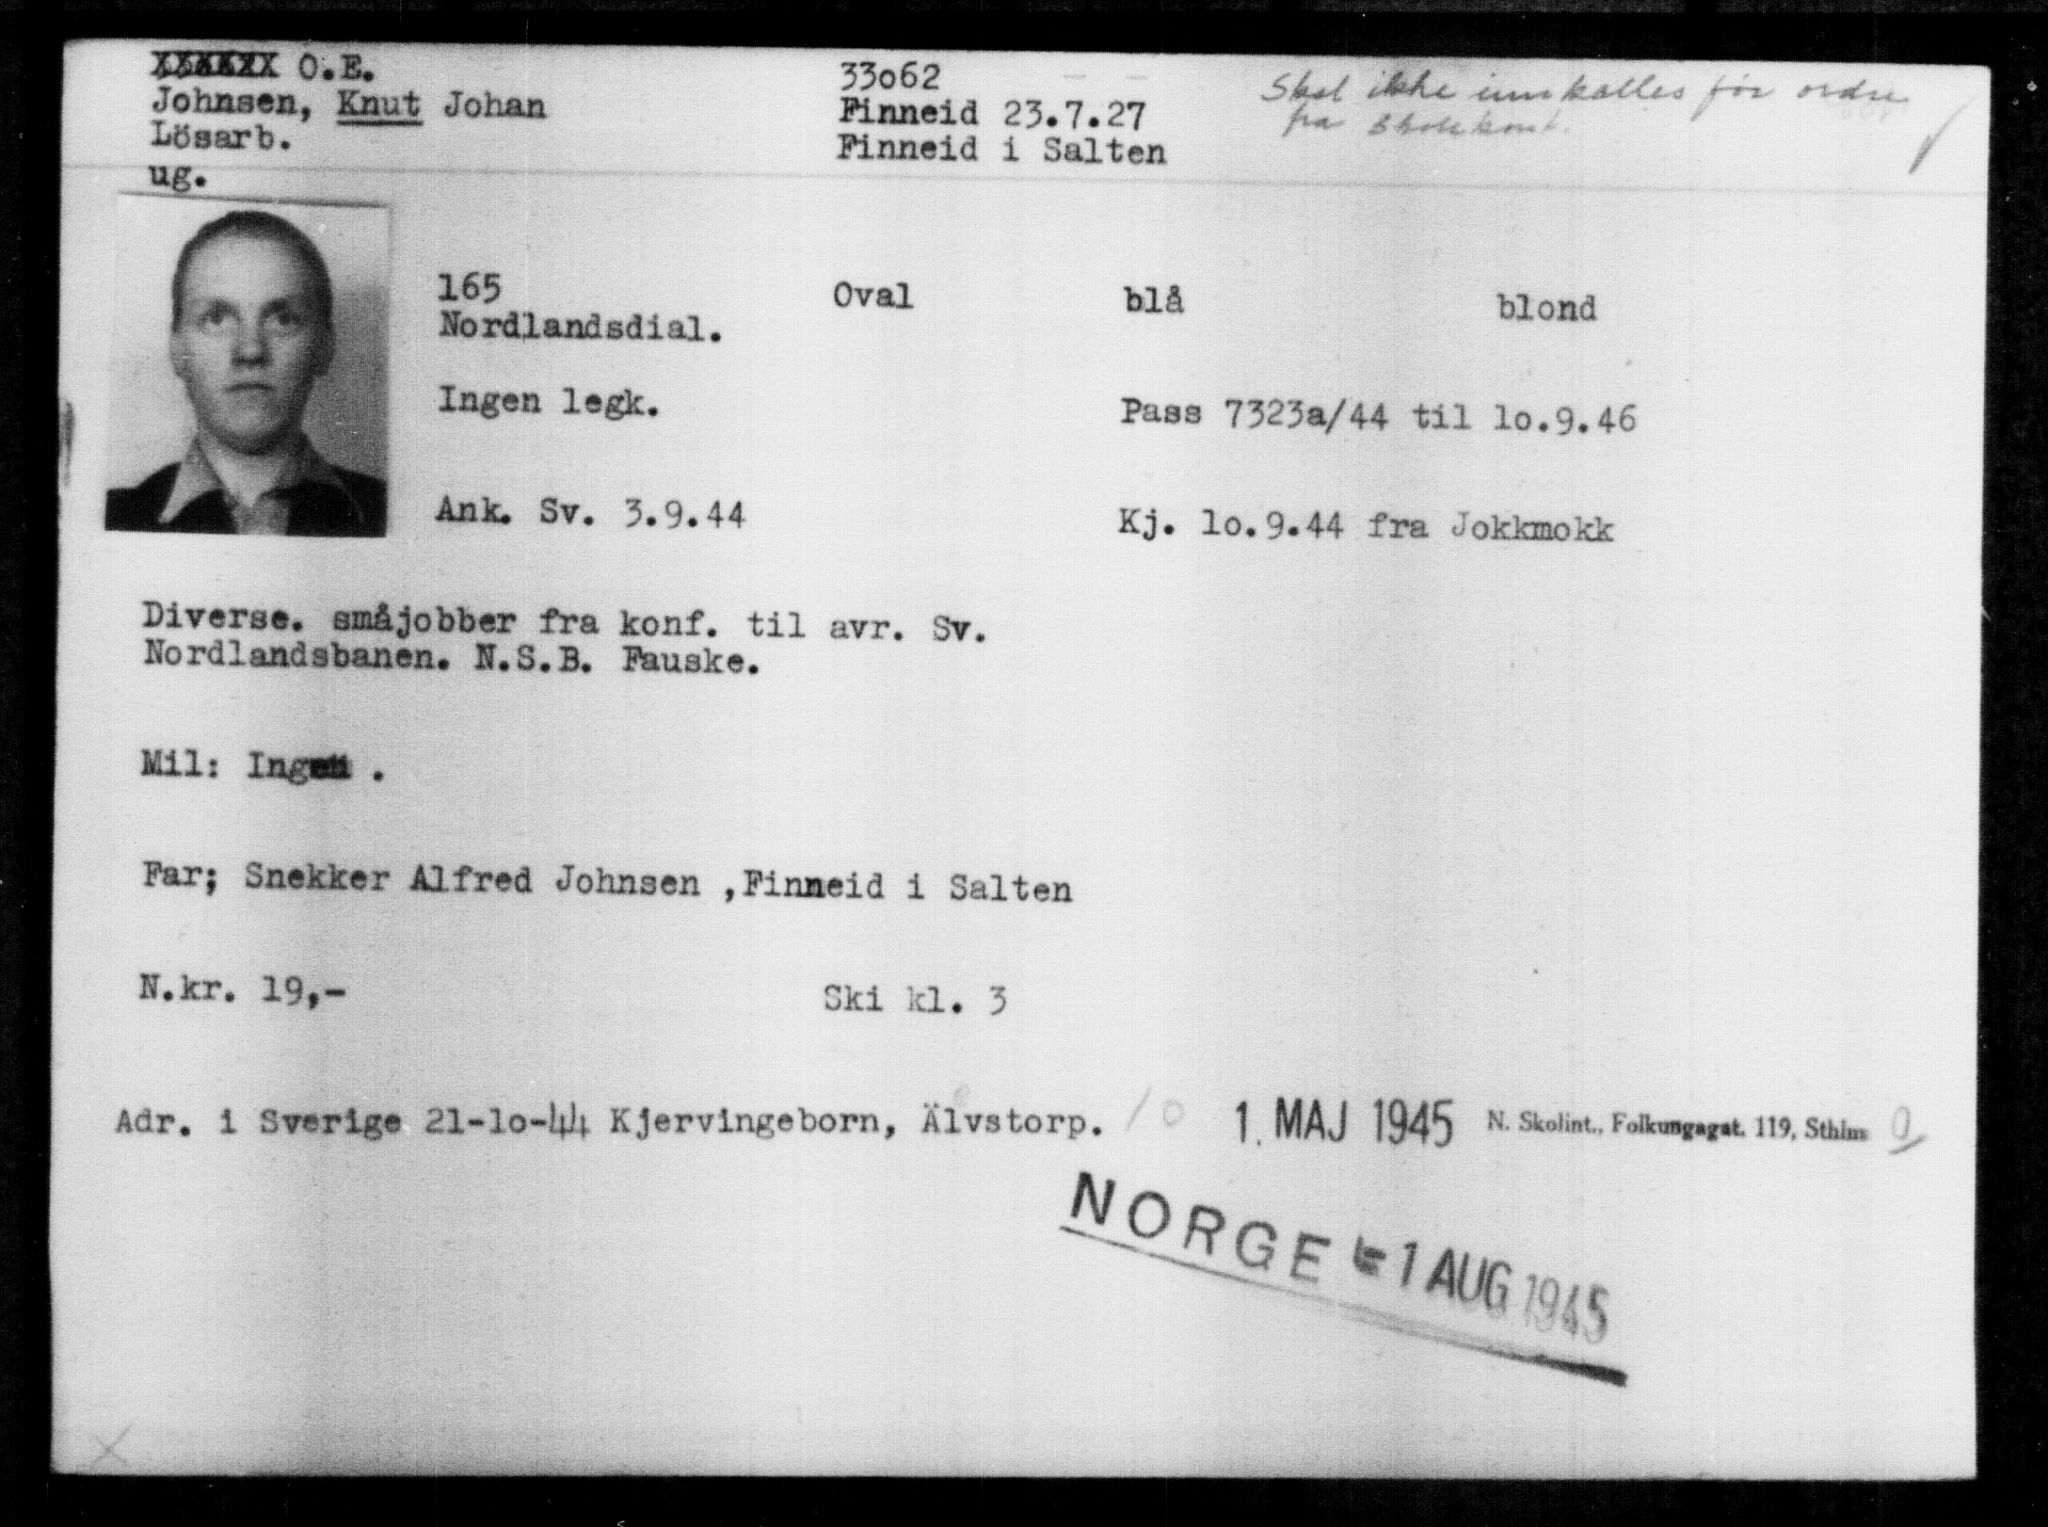 O.E.
Johnsen, Knut Johan
Lösarb.
ug.
33o62
Finneid 23.7.27
Finneid i Salten
Skal ikke innkalles før ordre
fra skolekont.
165 Oval blå blond
Nordlandsdial.
Ingen legk. Pass 7323a/44 til lo.9.46
Ank. Sv. 3.9.44 Kj. lo.9.44 fra Jokkmokk
Diverse. småjobber fra konf. til avr. Sv.
Nordlandsbanen. N.S.B. Fauske.
Mil: Ingen .
Far; Snekker Alfred Johnsen ,Finneid i Salten
N.kr. 19,- Ski kl. 3
Adr. i Sverige 21-lo-44 Kjervingeborn, Älvstorp. 1. MAJ 1945 N. Skolint., Folkungagat. 119, Sthlm
NORGE - 1 AUG 1945